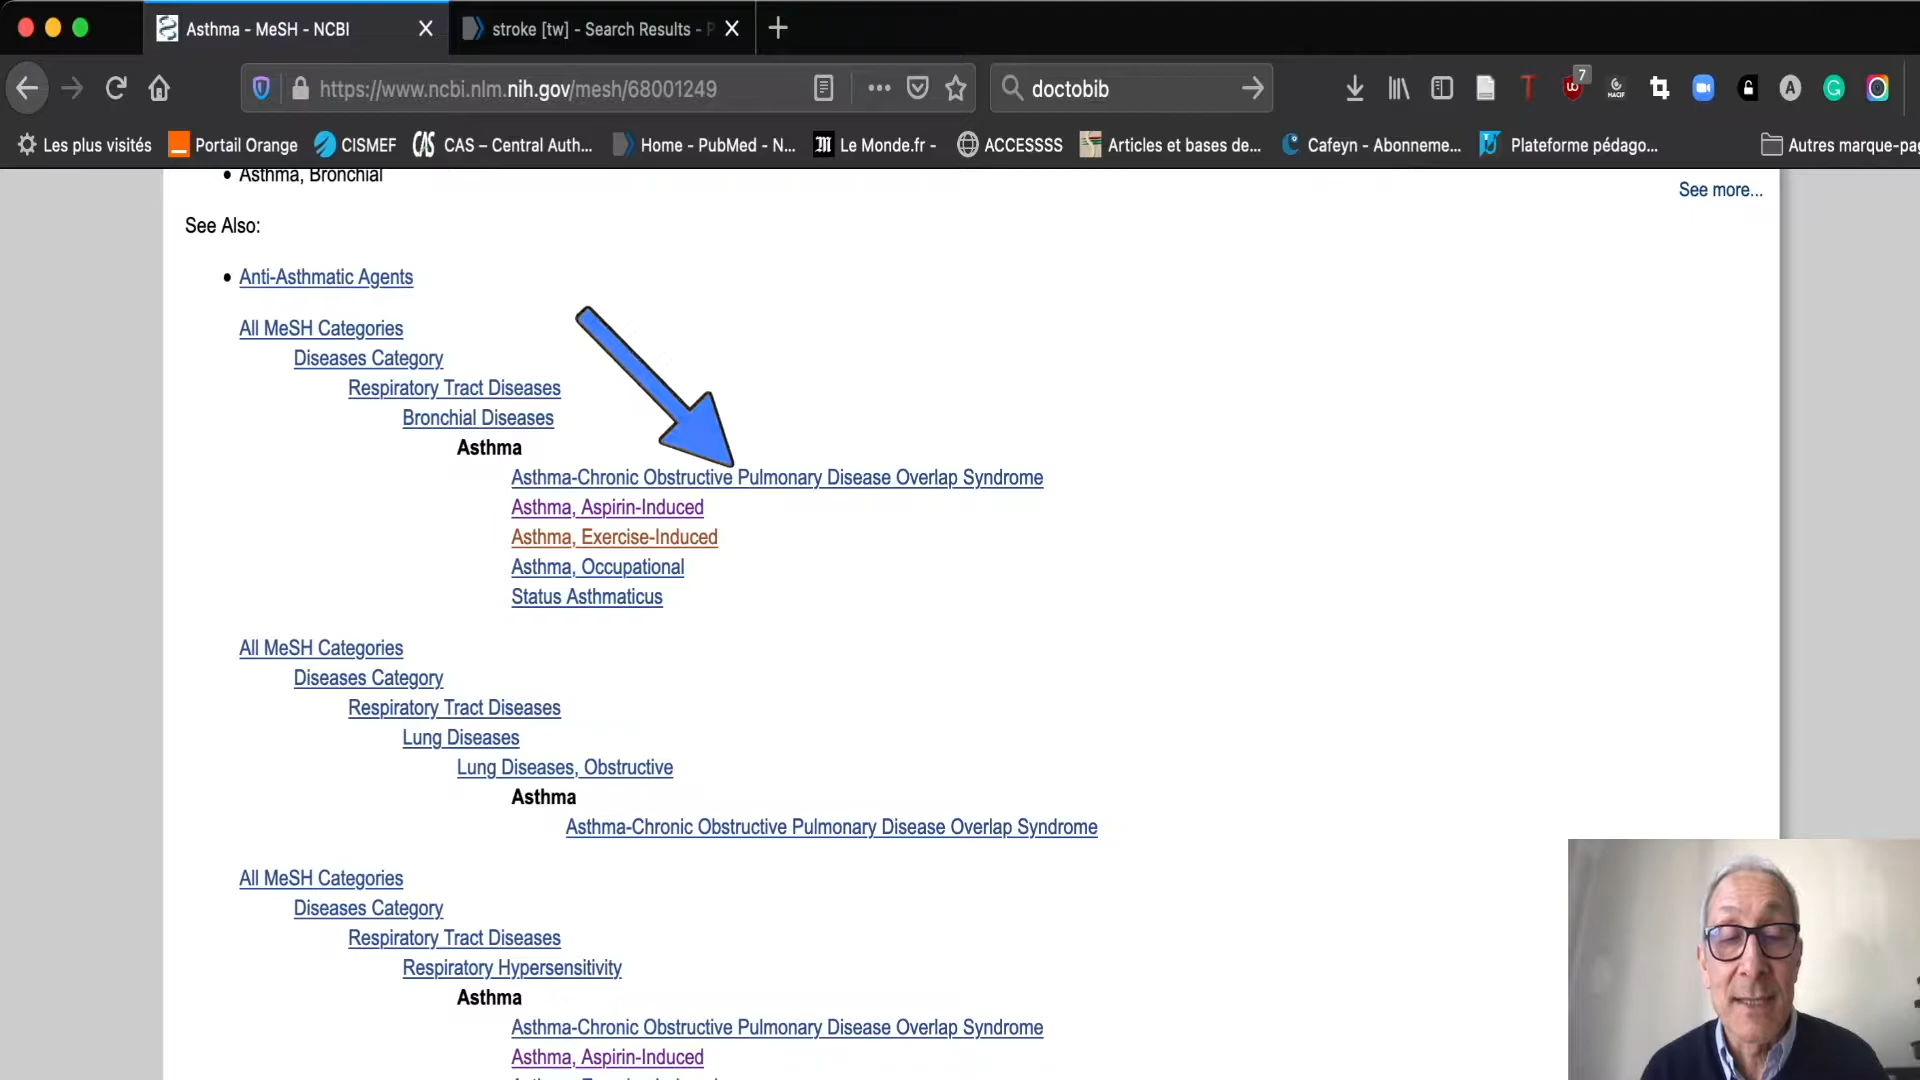 Asthma - MeSH - NCBI
stroke [tw] - Search Results - P
https://www.ncbi.nlm.nih.gov/mesh/68001249
doctobib
7
MACIF
A
Les plus visités
Portail Orange
CISMEF
CAS – Central Auth...
Home - PubMed - N...
Le Monde.fr -
ACCESSSS
Articles et bases de...
Cafeyn - Abonneme...
Plateforme pédago...
Autres marque-pag
Asthma, Bronchial
See more...
See Also:
Anti-Asthmatic Agents
All MeSH Categories
Diseases Category
Respiratory Tract Diseases
Bronchial Diseases
Asthma
Asthma-Chronic Obstructive Pulmonary Disease Overlap Syndrome
Asthma, Aspirin-Induced
Asthma, Exercise-Induced
Asthma, Occupational
Status Asthmaticus
All MeSH Categories
Diseases Category
Respiratory Tract Diseases
Lung Diseases
Lung Diseases, Obstructive
Asthma
Asthma-Chronic Obstructive Pulmonary Disease Overlap Syndrome
All MeSH Categories
Diseases Category
Respiratory Tract Diseases
Respiratory Hypersensitivity
Asthma
Asthma-Chronic Obstructive Pulmonary Disease Overlap Syndrome
Asthma, Aspirin-Induced